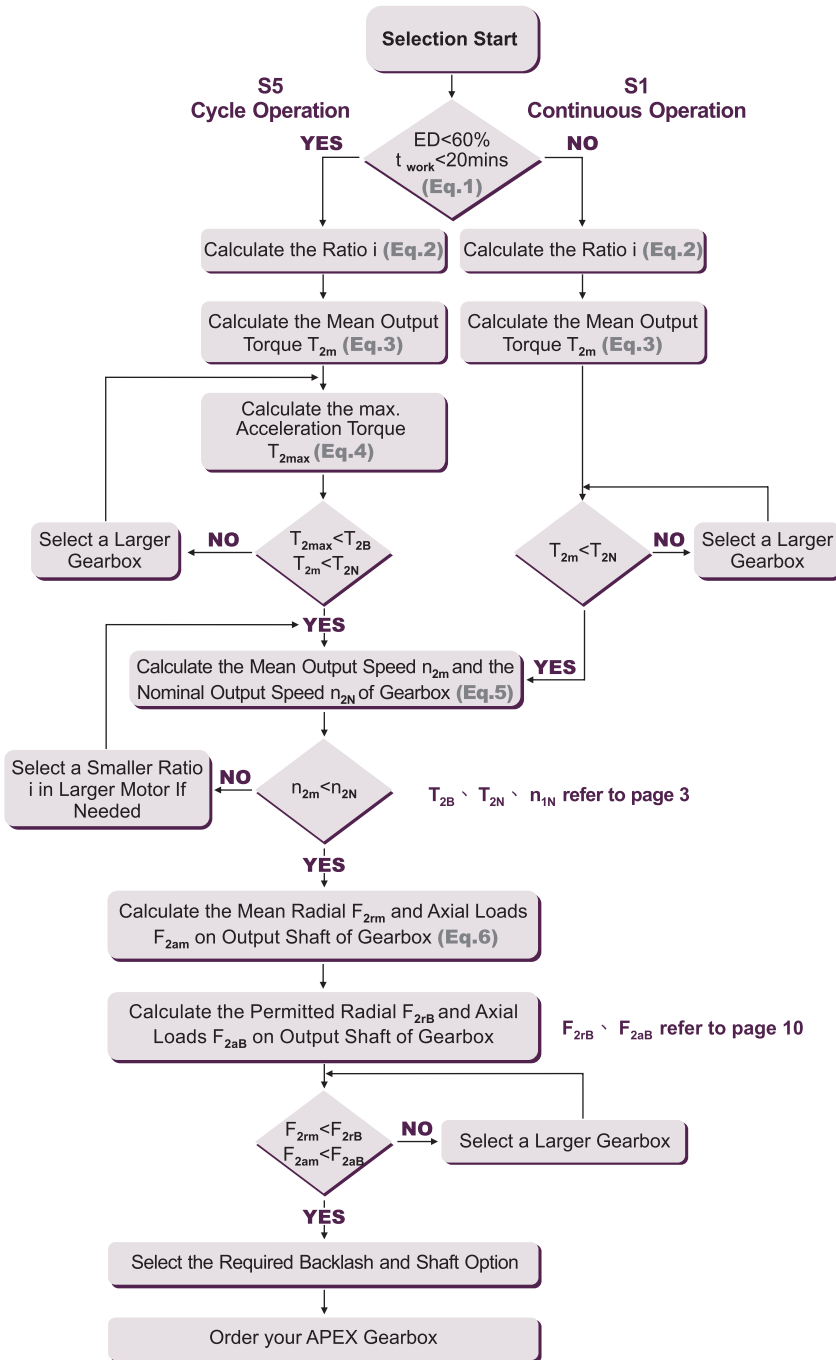 Selection Start
S5
Cycle Operation
S1
Continuous Operation
YES
NO
ED<60%
t work<20mins
(Eq.1)
Calculate the Ratio i (Eq.2)
Calculate the Ratio i (Eq.2)
Calculate the Mean Output
Torque T2m (Eq.3)
Calculate the Mean Output
Torque T2m (Eq.3)
Calculate the max.
Acceleration Torque
T2max (Eq.4)
Select a Larger
Gearbox
NO
T2max<T2B
T2m<T2N
T2m<T2N
NO
Select a Larger
Gearbox
YES
YES
Calculate the Mean Output Speed n2m and the
Nominal Output Speed n2N of Gearbox (Eq.5)
Select a Smaller Ratio
i in Larger Motor If
Needed
NO
n2m<n2N
T2B、 T2N、 n1N refer to page 3
YES
Calculate the Mean Radial F2rm and Axial Loads
F2am on Output Shaft of Gearbox (Eq.6)
Calculate the Permitted Radial F2rB and Axial
Loads F2aB on Output Shaft of Gearbox
F2rB、 F2aB refer to page 10
F2rm<F2rB
F2am<F2aB
NO
Select a Larger Gearbox
YES
Select the Required Backlash and Shaft Option
Order your APEX Gearbox